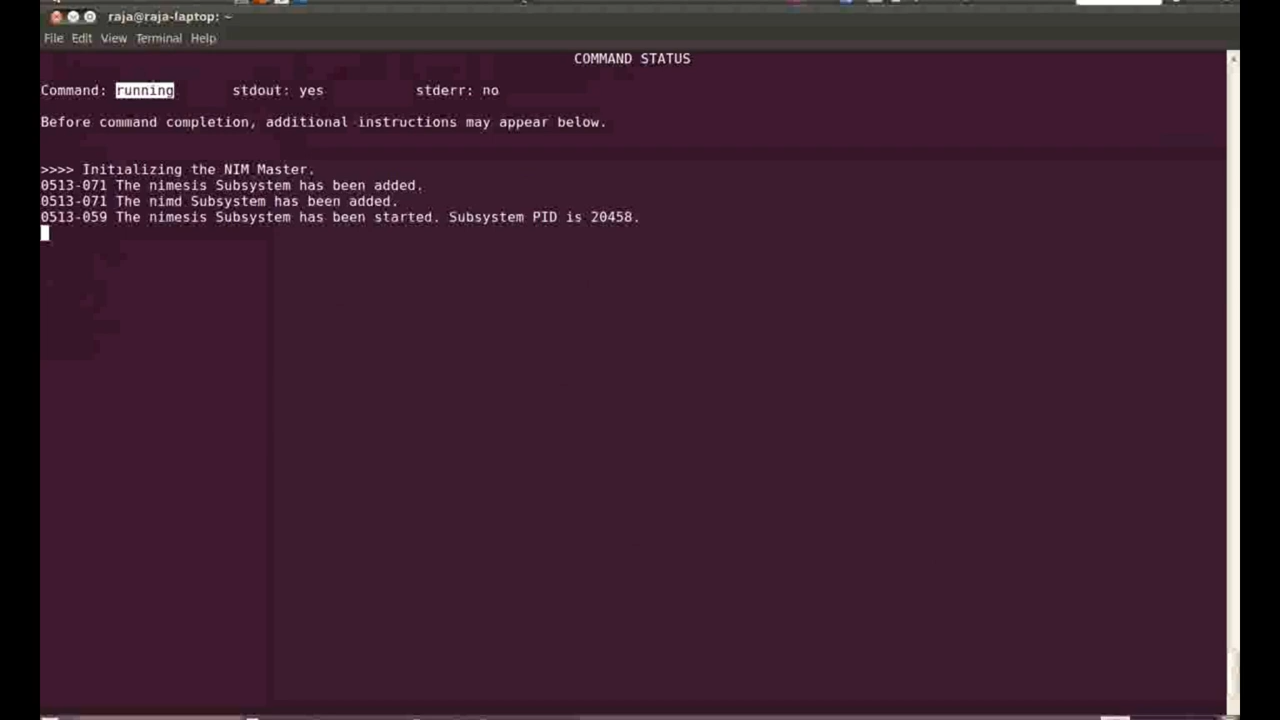 raja@raja-laptop: ~
File Edit View Terminal Help
COMMAND STATUS
Command: running stdout: yes stderr: no
Before command completion, additional instructions may appear below.
>>>> Initializing the NIM Master.
0513-071 The nimesis Subsystem has been added.
0513-071 The nimd Subsystem has been added.
0513-059 The nimesis Subsystem has been started. Subsystem PID is 20458.